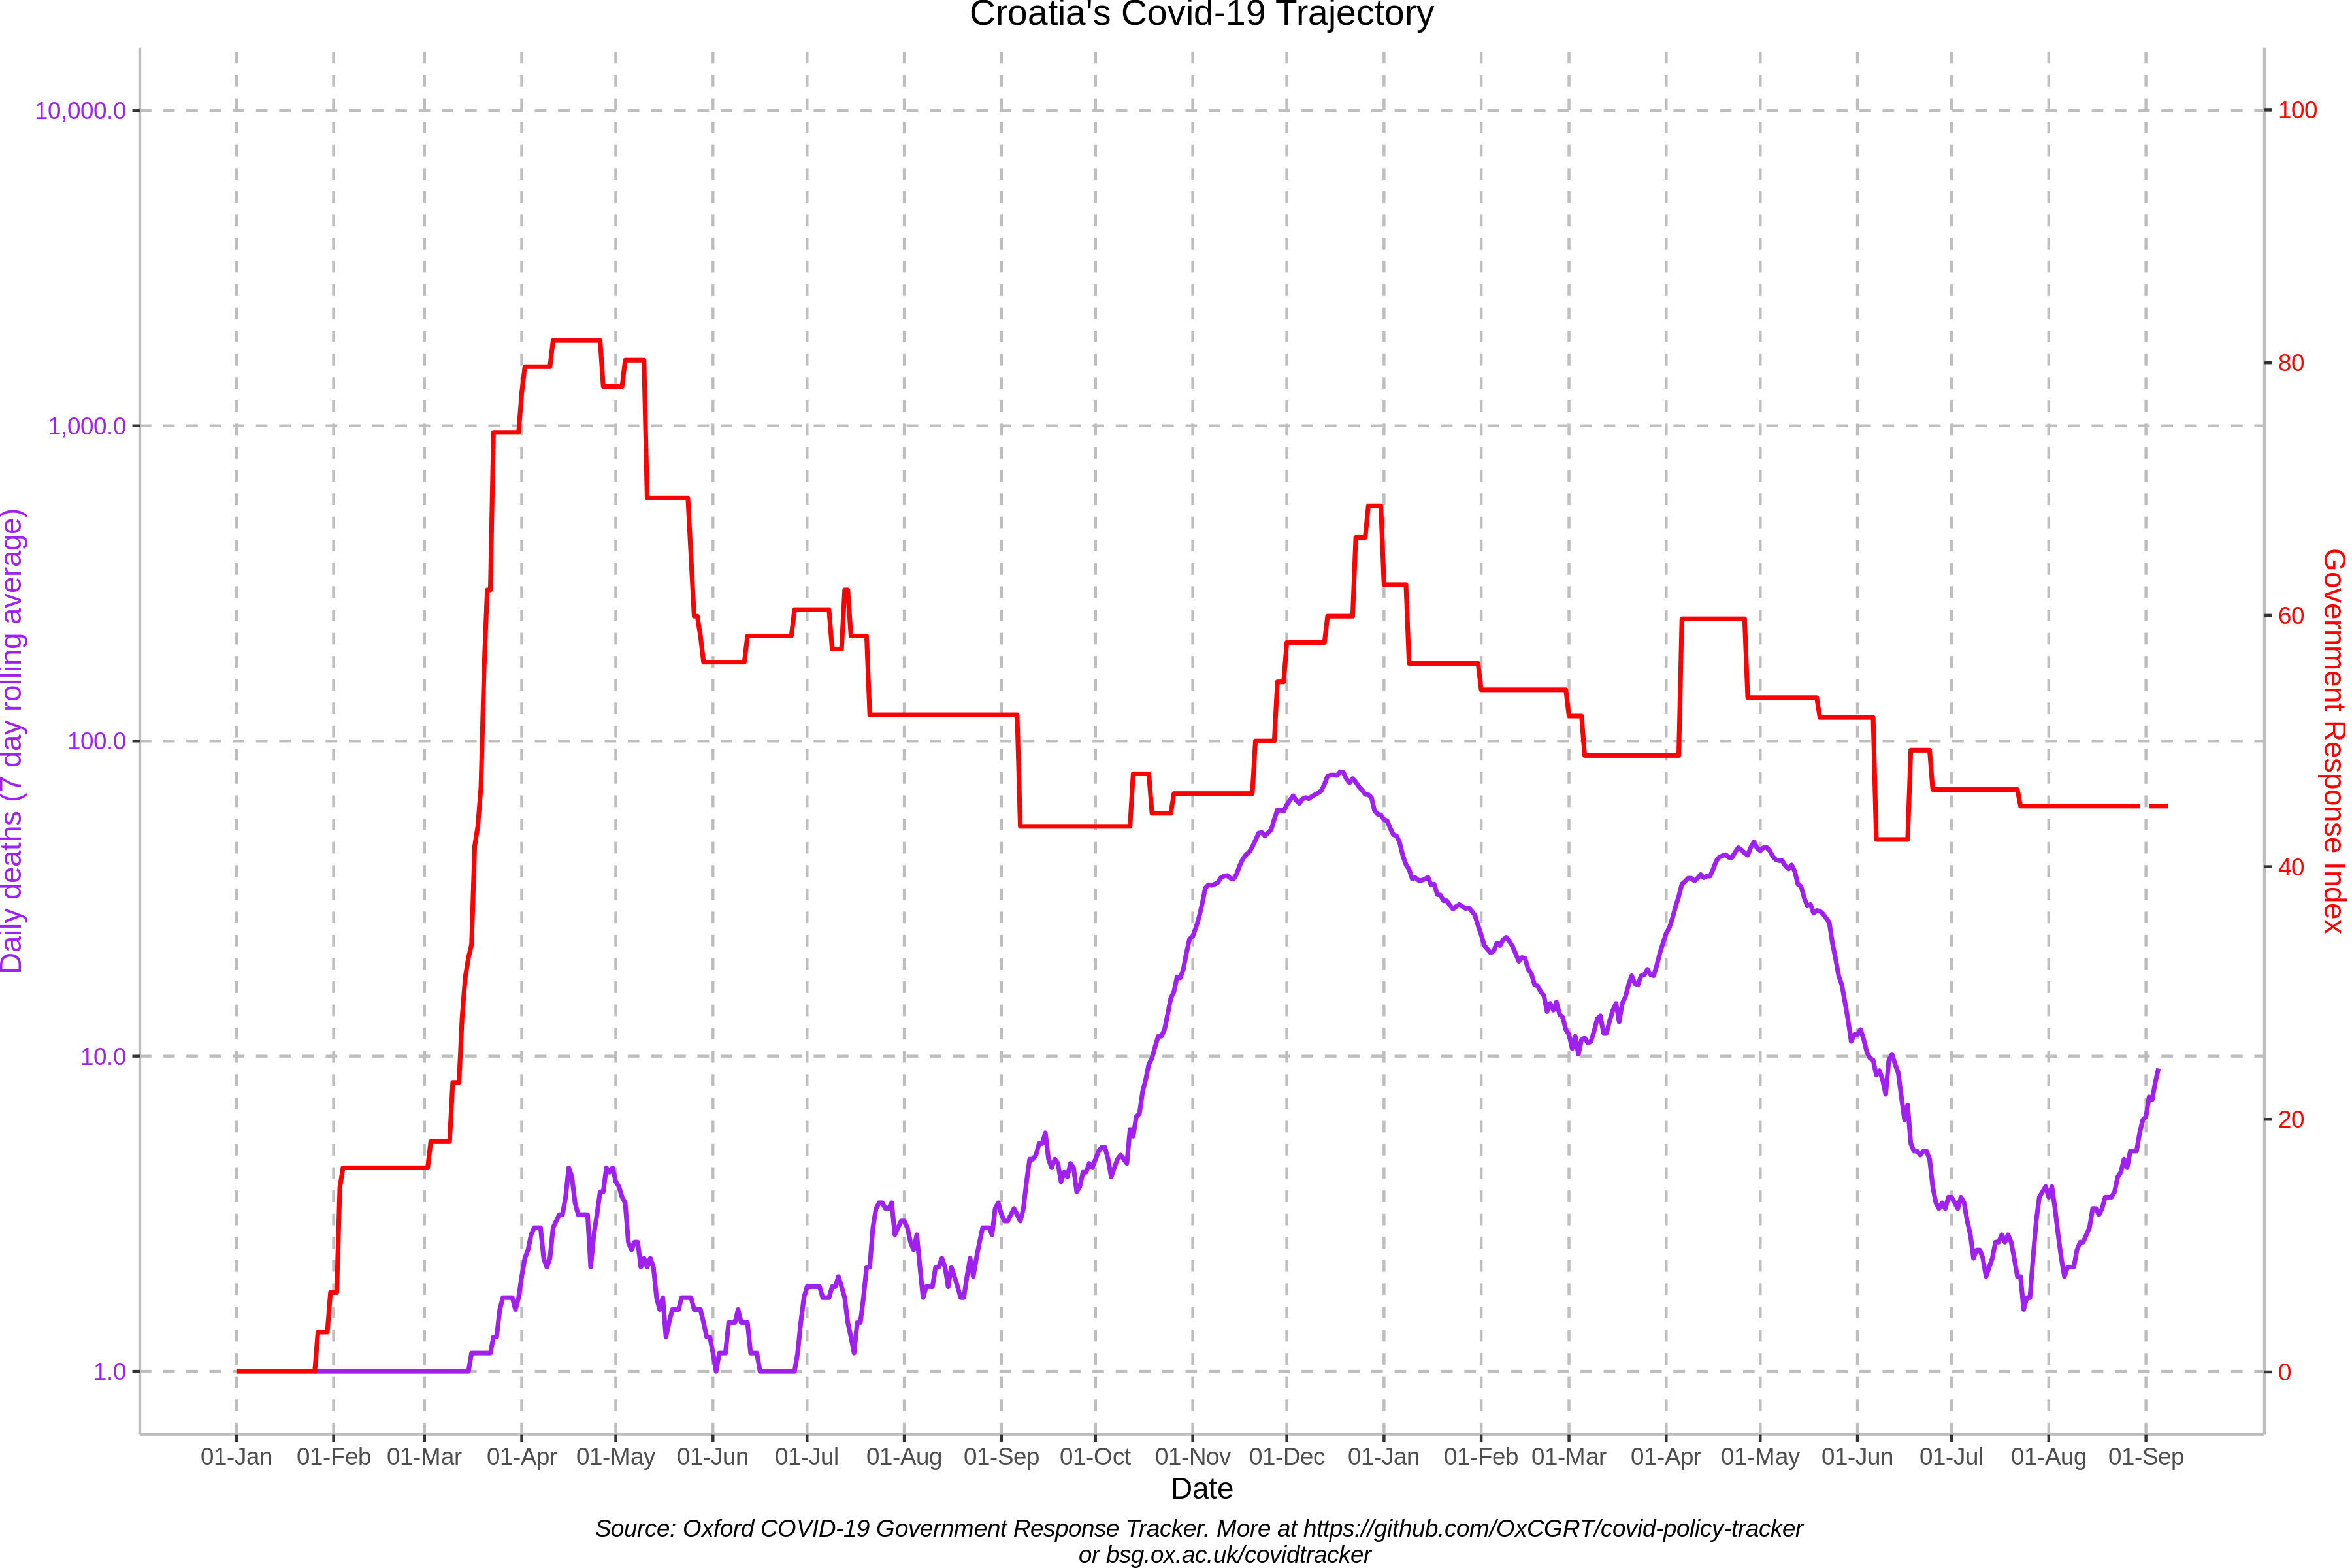 Croatia's Covid-19 Trajectory
10,000.0
1,000.0
100.0
10.0
1.0
Daily deaths (7 day rolling average)
100
80
60
40
20
0
Government Response Index
01-Jan 01-Feb 01-Mar 01-Apr 01-May 01-Jun 01-Jul 01-Aug 01-Sep 01-Oct 01-Nov 01-Dec 01-Jan 01-Feb 01-Mar 01-Apr 01-May 01-Jun 01-Jul 01-Aug 01-Sep
Date
Source: Oxford COVID-19 Government Response Tracker. More at https://github.com/OxCGRT/covid-policy-tracker
or bsg.ox.ac.uk/covidtracker